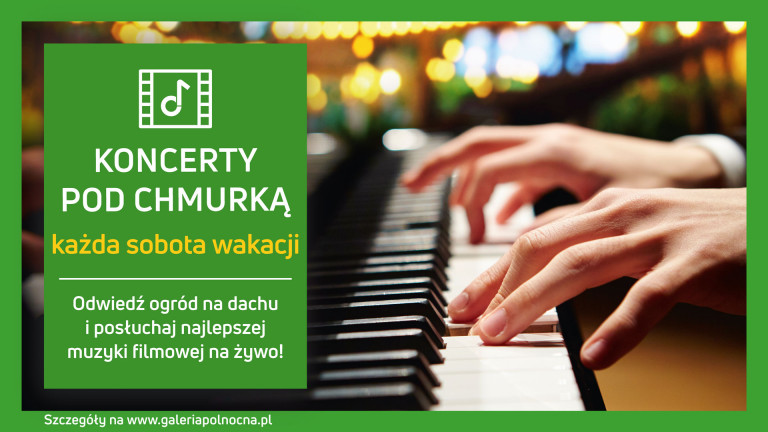 KONCERTY
POD CHMURKĄ
każda sobota wakacji
Odwiedź ogród na dachu
i posłuchaj najlepszej
muzyki filmowej na żywo!
Szczegóły na www.galeriapolnocna.pl